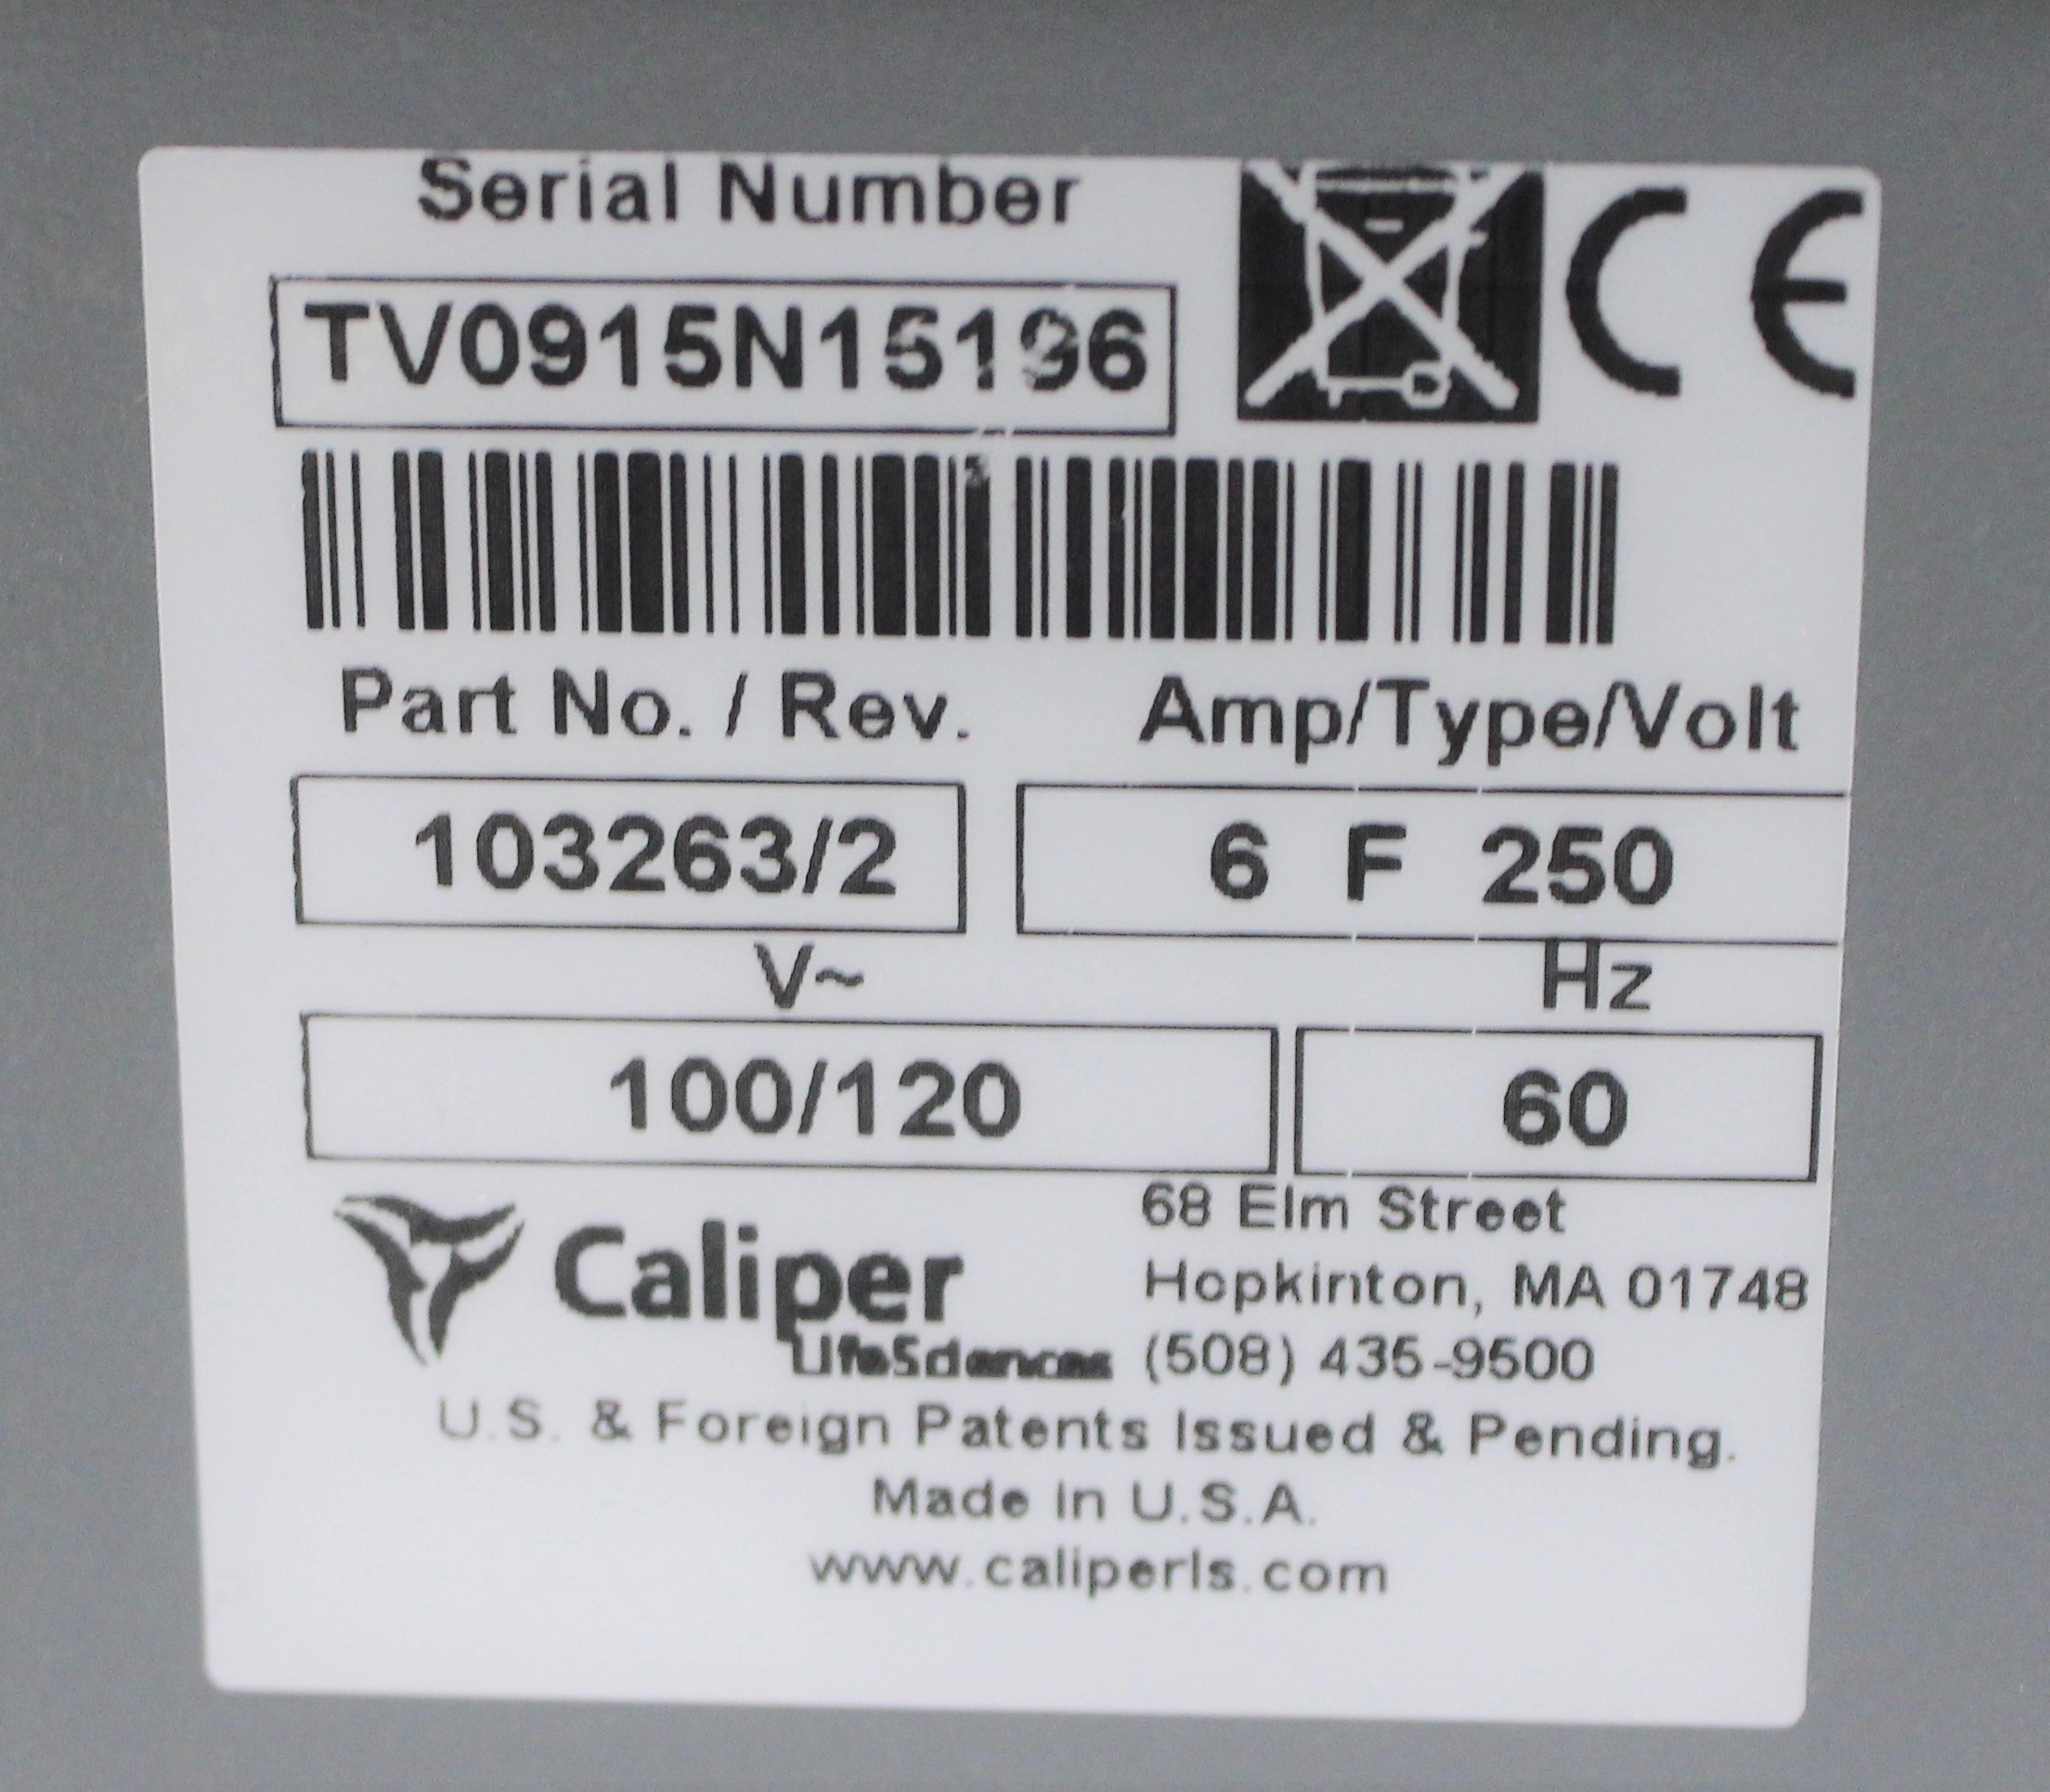 Serial Number
CE
TV0915N15196
Part No. / Rev.
Amp/Type/Volt
103263/2
6 F 250
V~
Hz
100/120
60
Caliper
LifeSciences
68 Elm Street
Hopkinton, MA 01748
(508) 435-9500
U.S. & Foreign Patents Issued & Pending.
Made in U.S.A.
www.caliperls.com